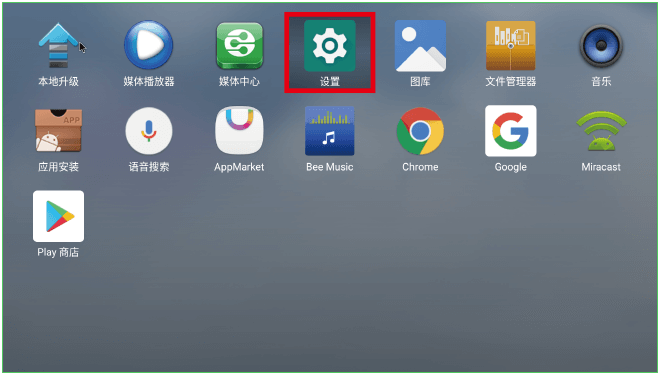 本地升级
媒体播放器
媒体中心
设置
图库
文件管理器
音乐
APP
应用安装
语音搜索
AppMarket
Bee Music
Chrome
Google
Miracast
Play 商店